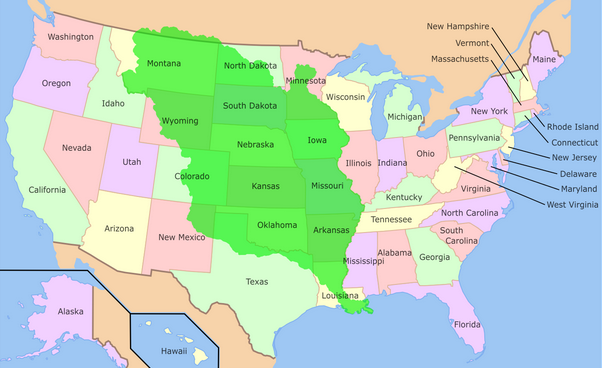 New Hampshire
Vermont
Massachusetts
Washington
Montana
North Dakota
Minnesota
Maine
Oregon
Idaho
Wyoming
South Dakota
Wisconsin
Michigan
New York
Rhode Island
Connecticut
New Jersey
Delaware
Maryland
West Virginia
Nevada
Utah
Colorado
Nebraska
Iowa
Illinois
Indiana
Ohio
Pennsylvania
California
Kansas
Missouri
Kentucky
Virginia
Arizona
New Mexico
Oklahoma
Arkansas
Tennessee
North Carolina
South
Carolina
Texas
Louisiana
Mississippi
Alabama
Georgia
Florida
Alaska
Hawaii